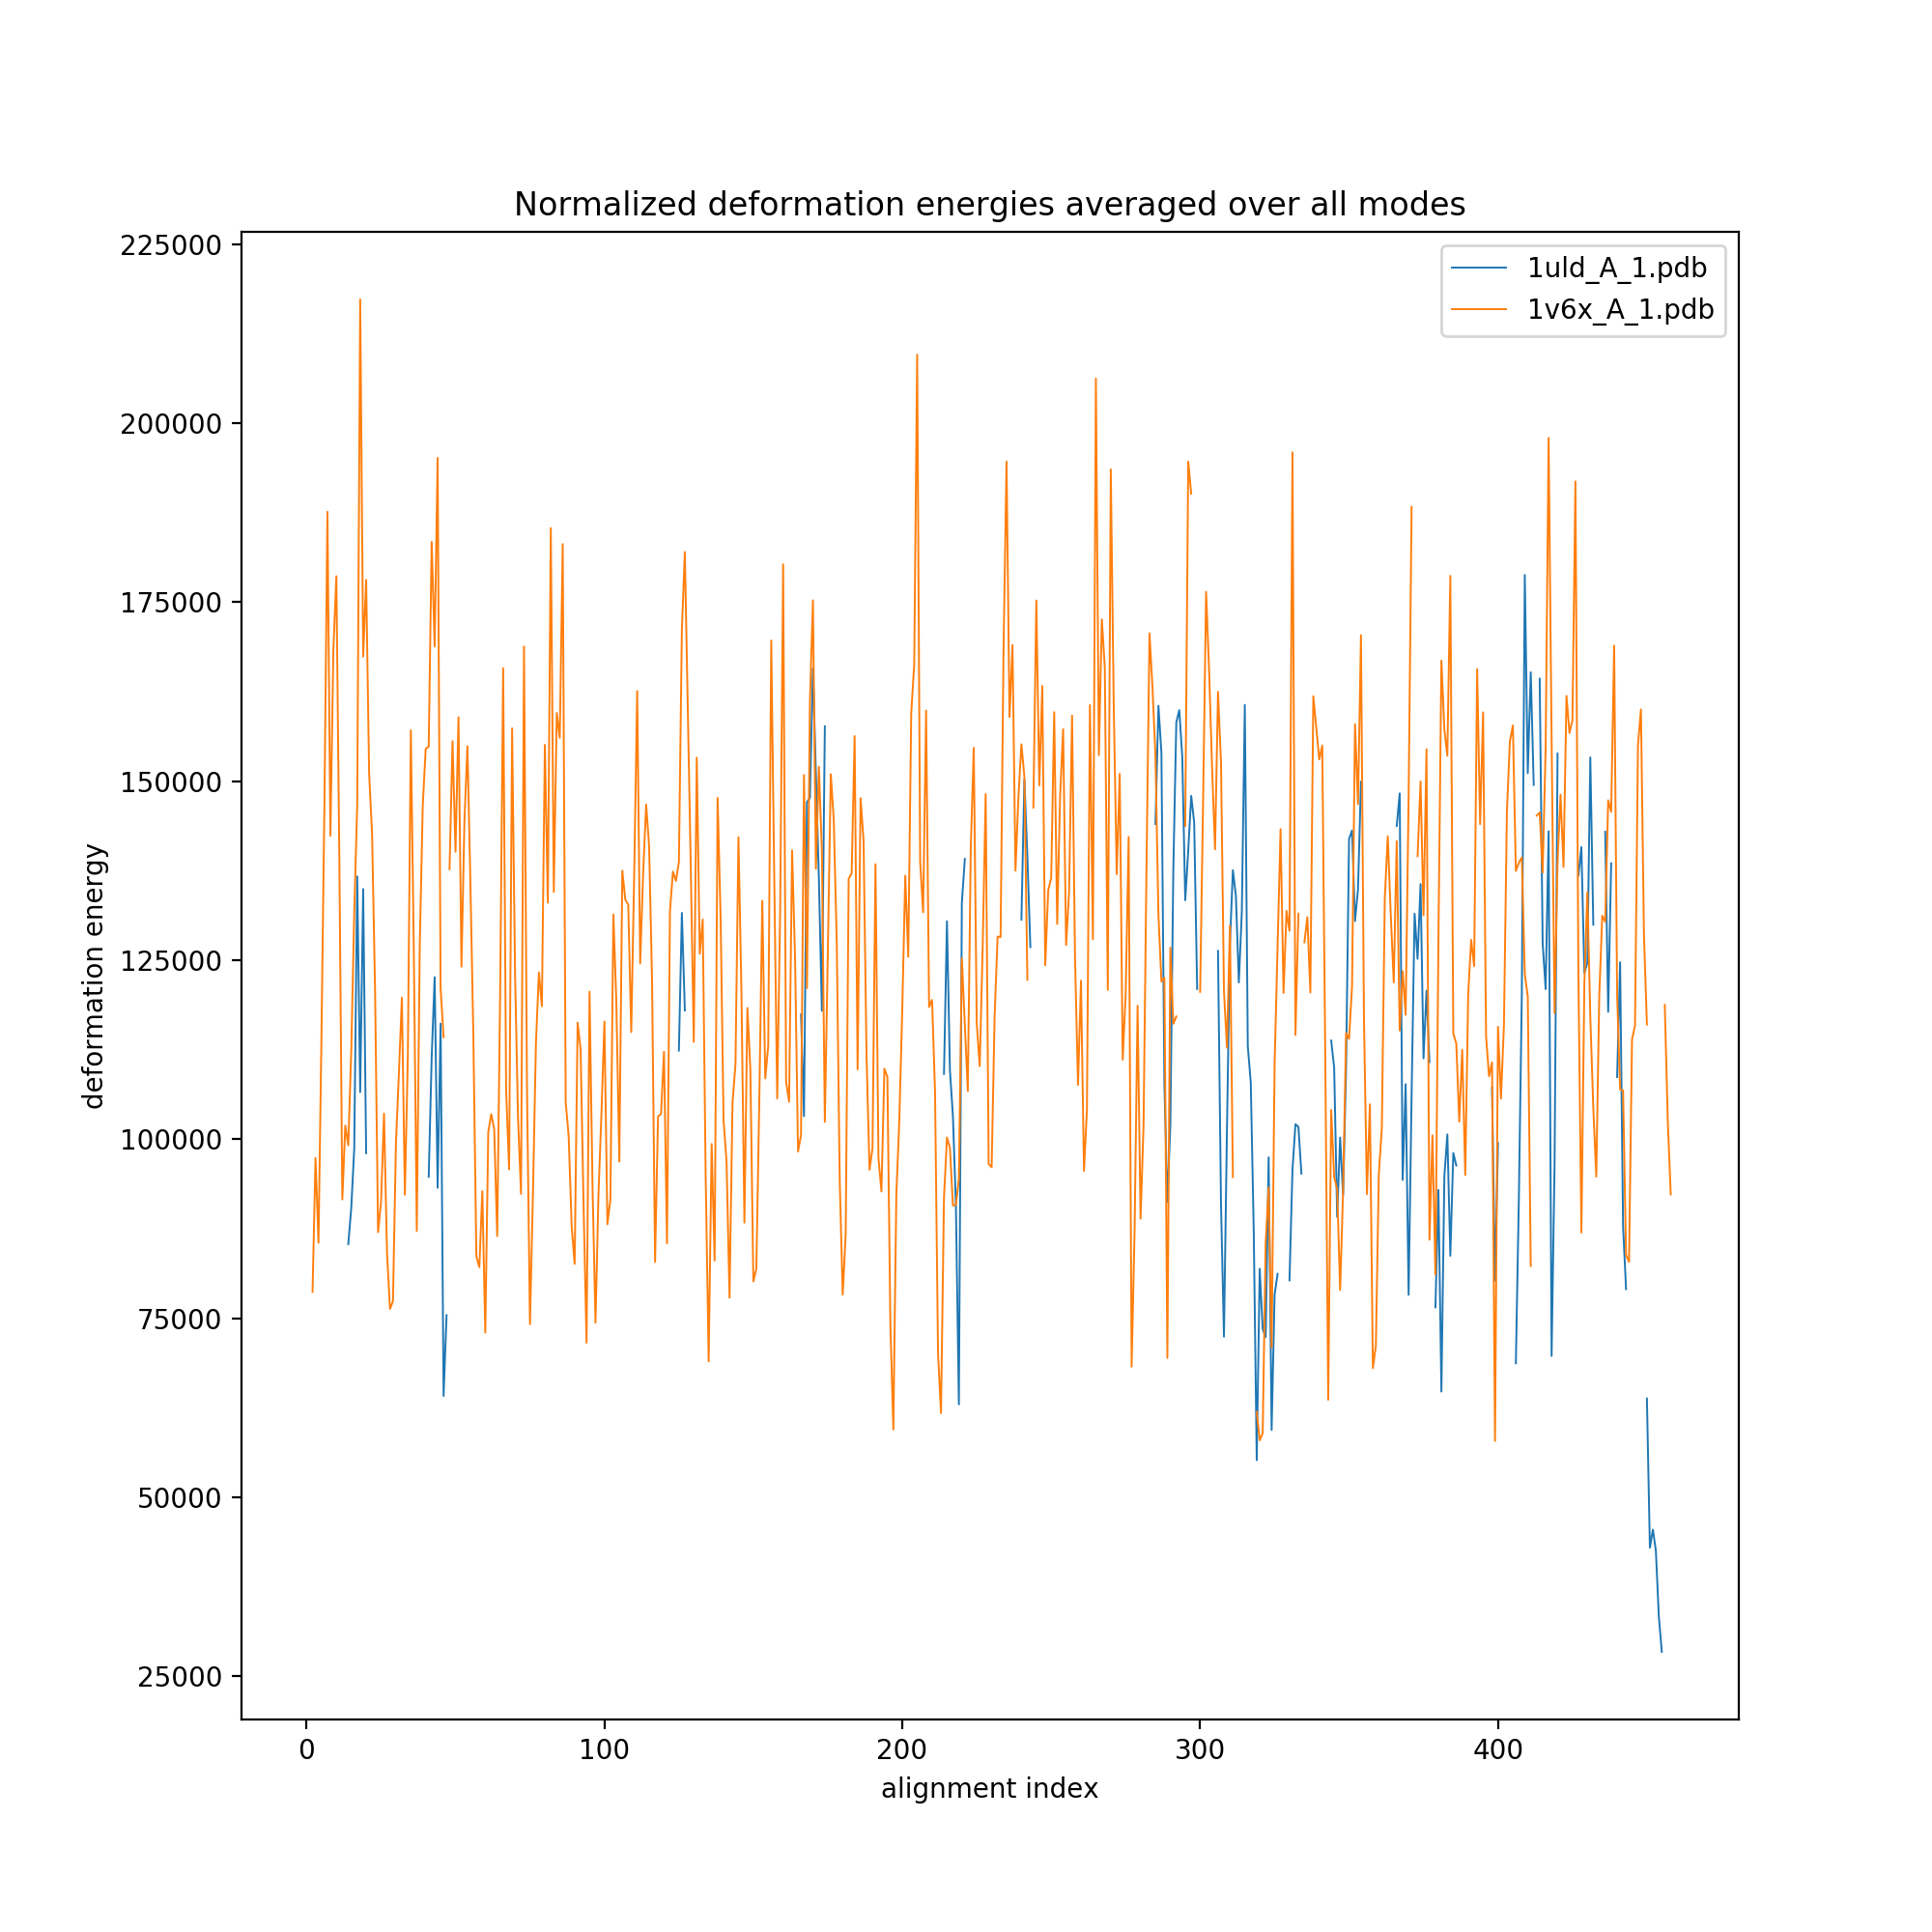 Normalized deformation energies averaged over all modes
1uld_A_1.pdb
1v6x_A_1.pdb
225000
200000
175000
150000
125000
100000
75000
50000
25000
deformation energy
0 100 200 300 400
alignment index